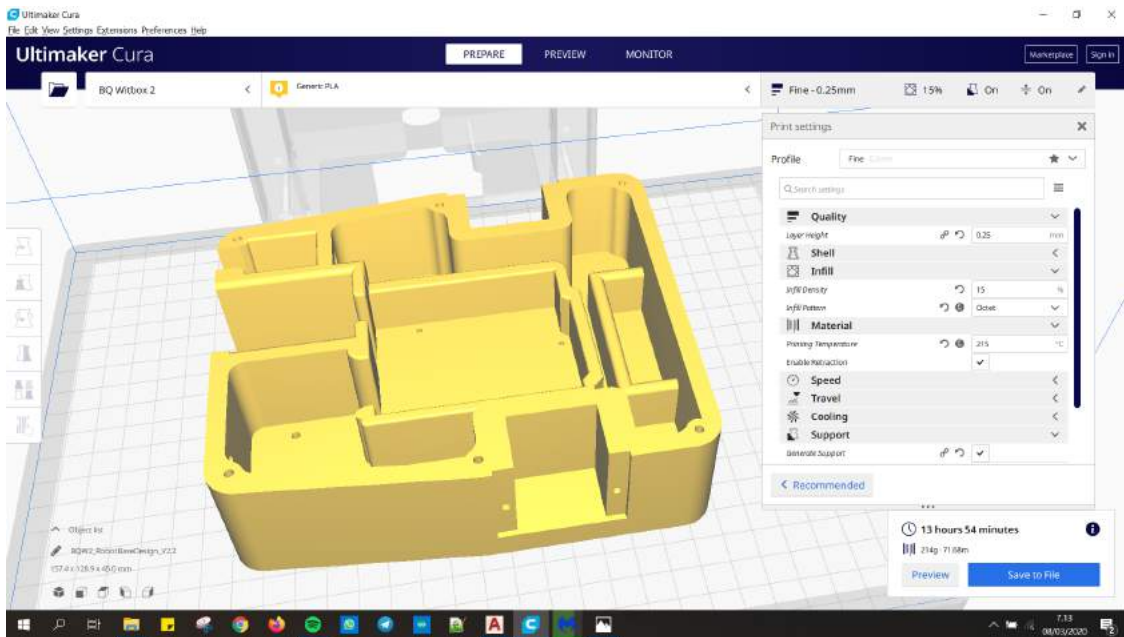 Ultimaker Cura
File Edit View Settings Extensions Preferences Help
Ultimaker Cura
PREPARE
PREVIEW
MONITOR
Marketplace
Sign in
BQ Witbox 2
Generic PLA
Fine - 0.25mm
15%
On
On
Print settings
Profile
Fine
Search settings
Quality
Layer Height
0.25
mm
Shell
Infill
Infill Density
15
%
Infill Pattern
Octet
Material
Printing Temperature
215
°C
Enable Retraction
Speed
Travel
Cooling
Support
Generate Support
Recommended
Object list
157.4 x 128.9 x 45.0 mm
13 hours 54 minutes
214g · 71.68m
Preview
Save to File
7.13
08/03/2020